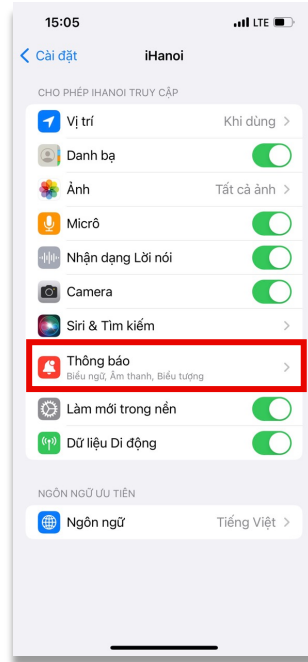 15:05
LTE
Cài đặt
iHanoi
CHO PHÉP IHANOI TRUY CẬP
Vị trí
Khi dùng
Danh bạ
Ảnh
Tất cả ảnh
Micrô
Nhận dạng Lời nói
Camera
Siri & Tìm kiếm
Thông báo
Biểu ngữ, Âm thanh, Biểu tượng
Làm mới trong nền
Dữ liệu Di động
NGÔN NGỮ ƯU TIÊN
Ngôn ngữ
Tiếng Việt